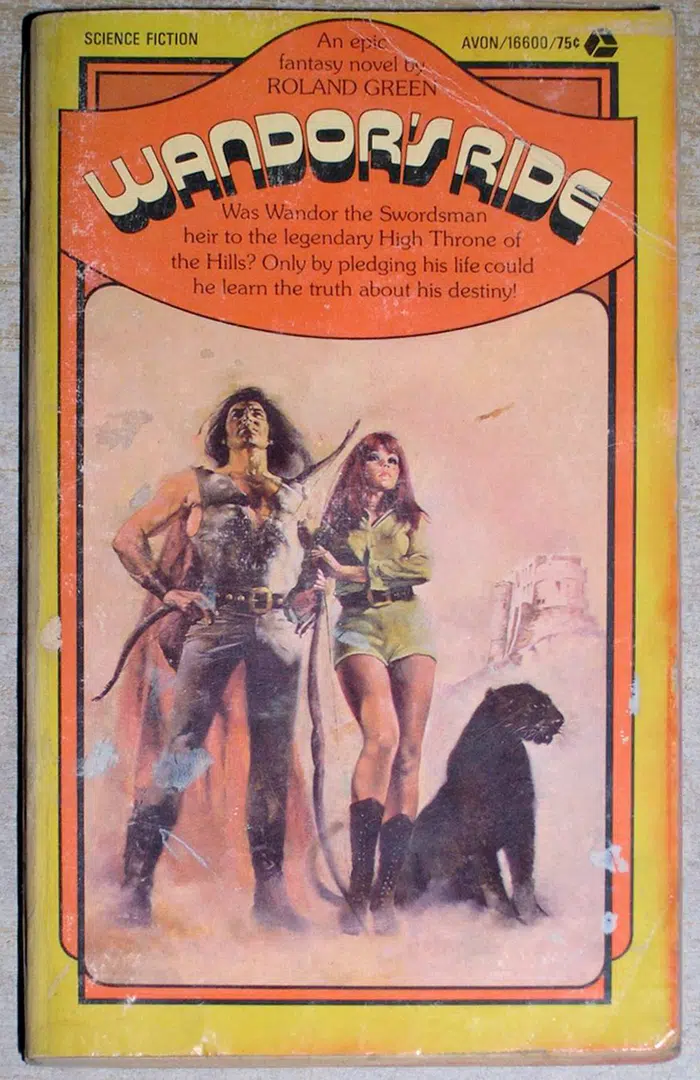 SCIENCE FICTION
AVON/16600/75¢
An epic
fantasy novel by
ROLAND GREEN
WANDOR'S RIDE
Was Wandor the Swordsman
heir to the legendary High Throne of
the Hills? Only by pledging his life could
he learn the truth about his destiny!